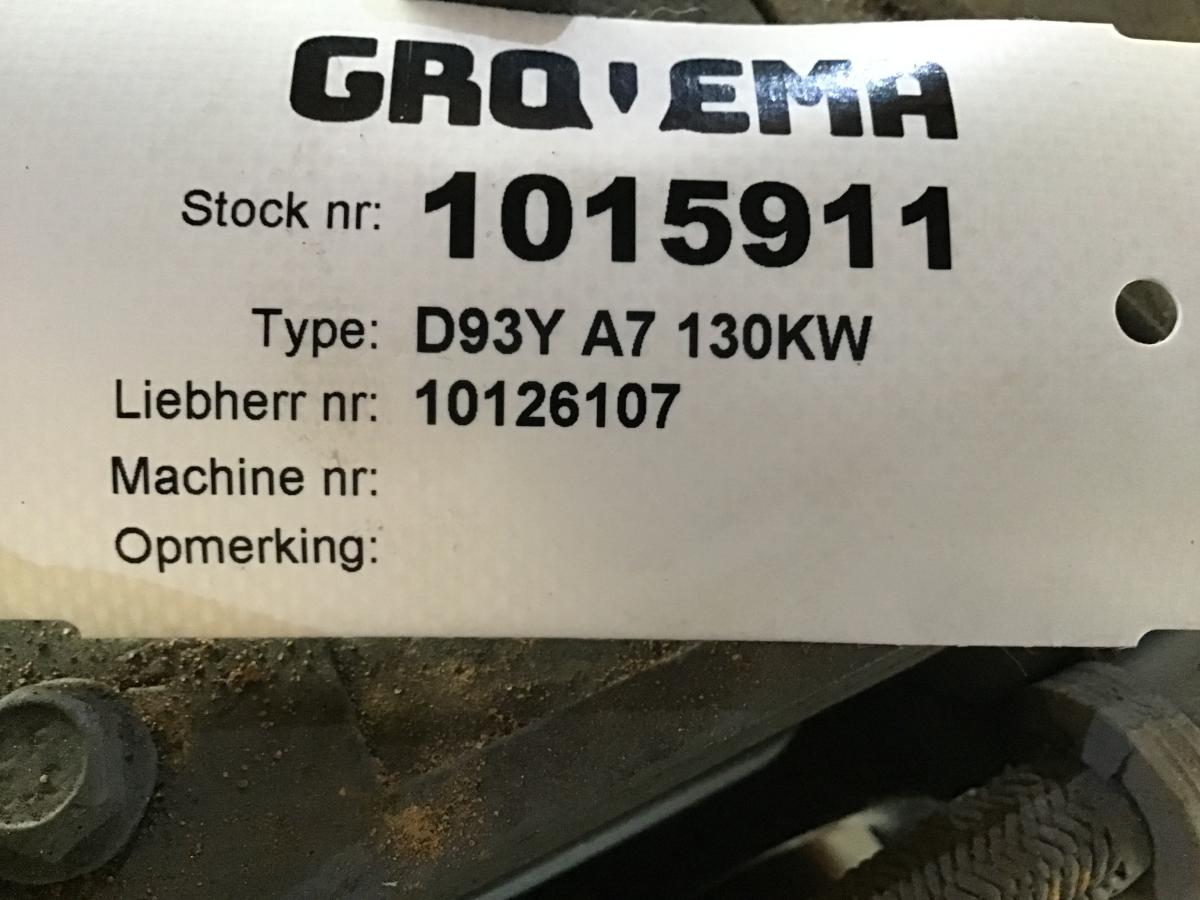 GRO'EMA
Stock nr: 1015911
Type: D93Y A7 130KW
Liebherr nr: 10126107
Machine nr:
Opmerking: